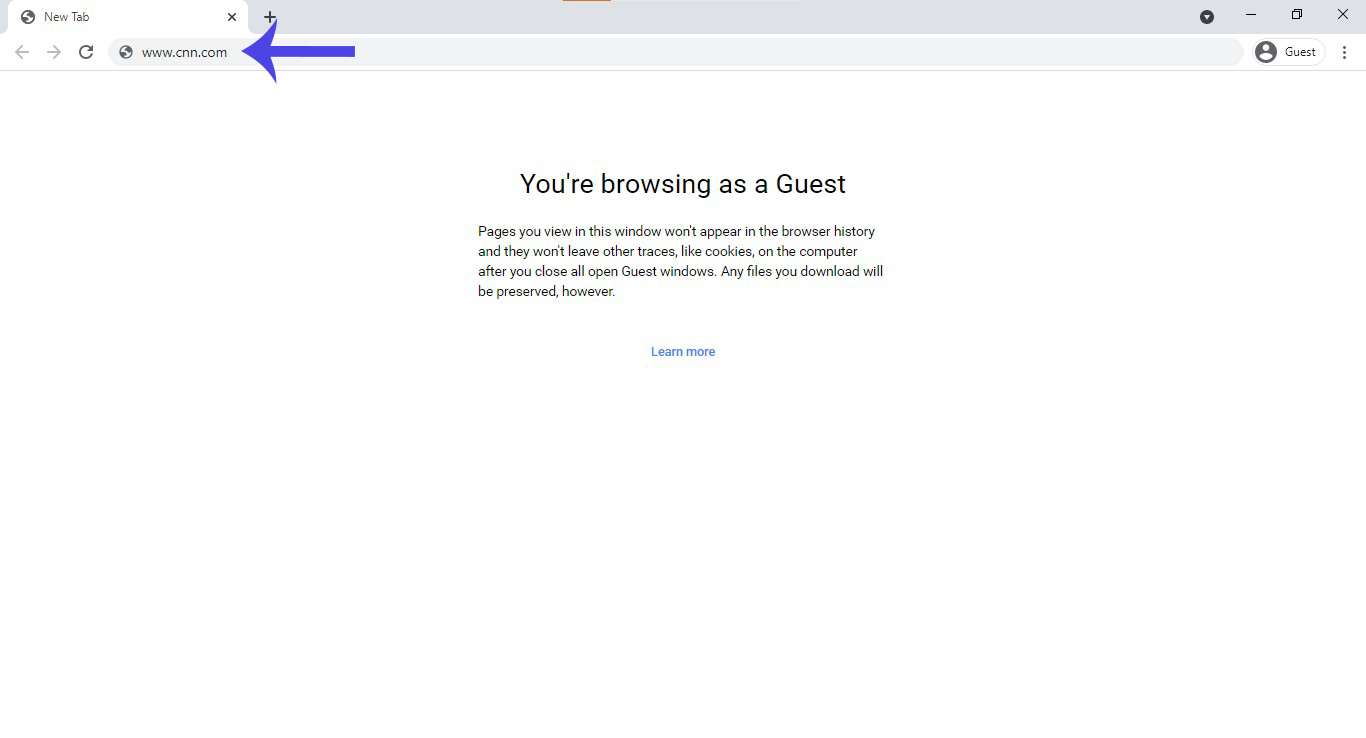 New Tab
www.cnn.com
Guest
You're browsing as a Guest
Pages you view in this window won't appear in the browser history
and they won't leave other traces, like cookies, on the computer
after you close all open Guest windows. Any files you download will
be preserved, however.
Learn more